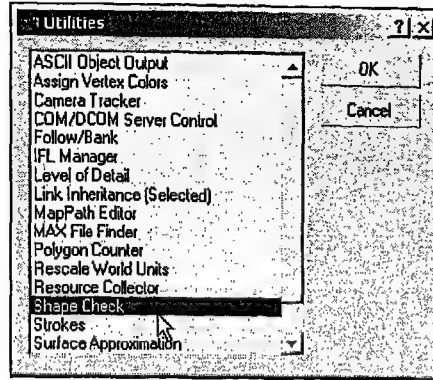 Utilities
ASCII Object Output
Assign Vertex Colors
Camera Tracker
COM/DCOM Server Control
Follow/Bank
IFL Manager
Level of Detail
Link Inheritance (Selected)
MapPath Editor
MAX File Finder
Polygon Counter
Rescale World Units
Resource Collector
Shape Check
Strokes
Surface Approximation
OK
Cancel